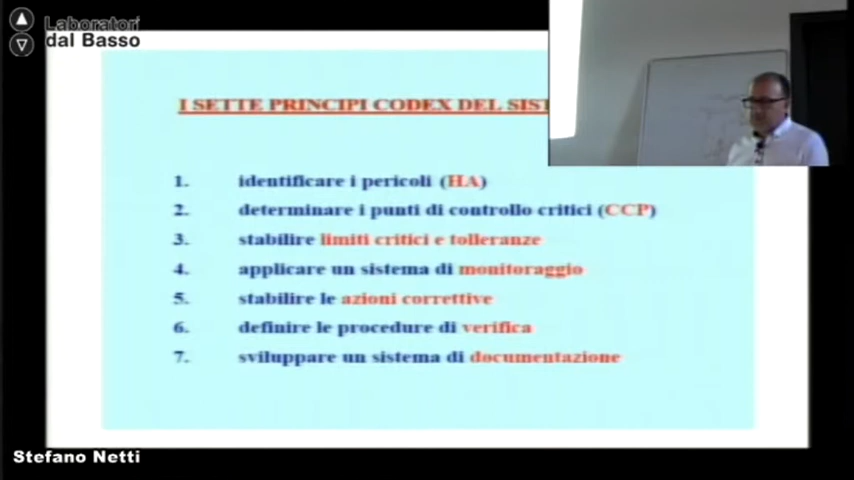 Laboratori
dal Basso
I SETTE PRINCIPI CODEX DEL
1. identificare i pericoli (HA)
2. determinare i punti di controllo critici (CCP)
3. stabilire limiti critici e tolleranze
4. applicare un sistema di monitoraggio
5. stabilire le azioni correttive
6. definire le procedure di verifica
7. sviluppare un sistema di documentazione
Stefano Netti